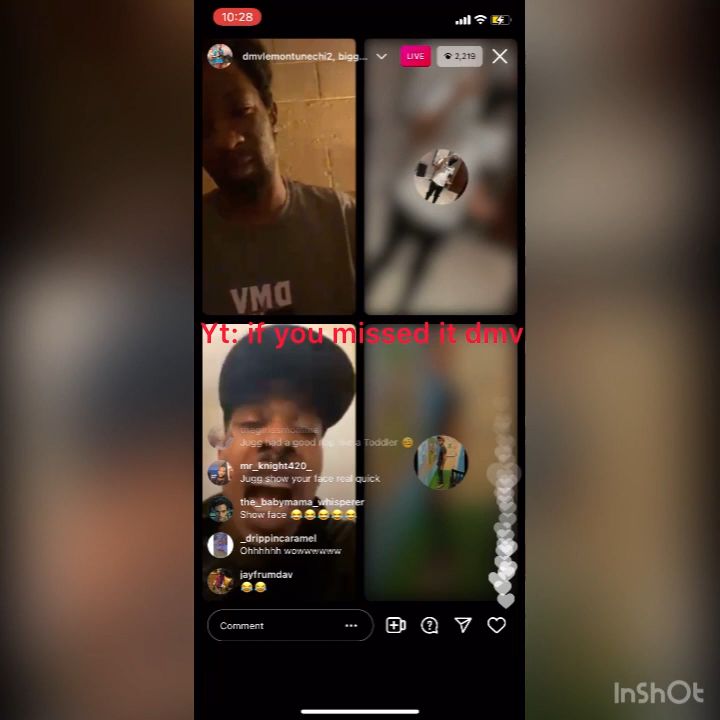 10:28
dmvlemontunechi2, bigg...
LIVE
2,219
VMD
Yt: if you missed it dmv
Jugg had a good nap like a Toddler 😂
mr_knight420_
Jugg show your face real quick
the_babymama_whisperer
Show face 😂😂😂😂😂
_drippincaramel
Ohhhhhh wowwwwww
jayfrumdav
😂😂
Comment
InShOt